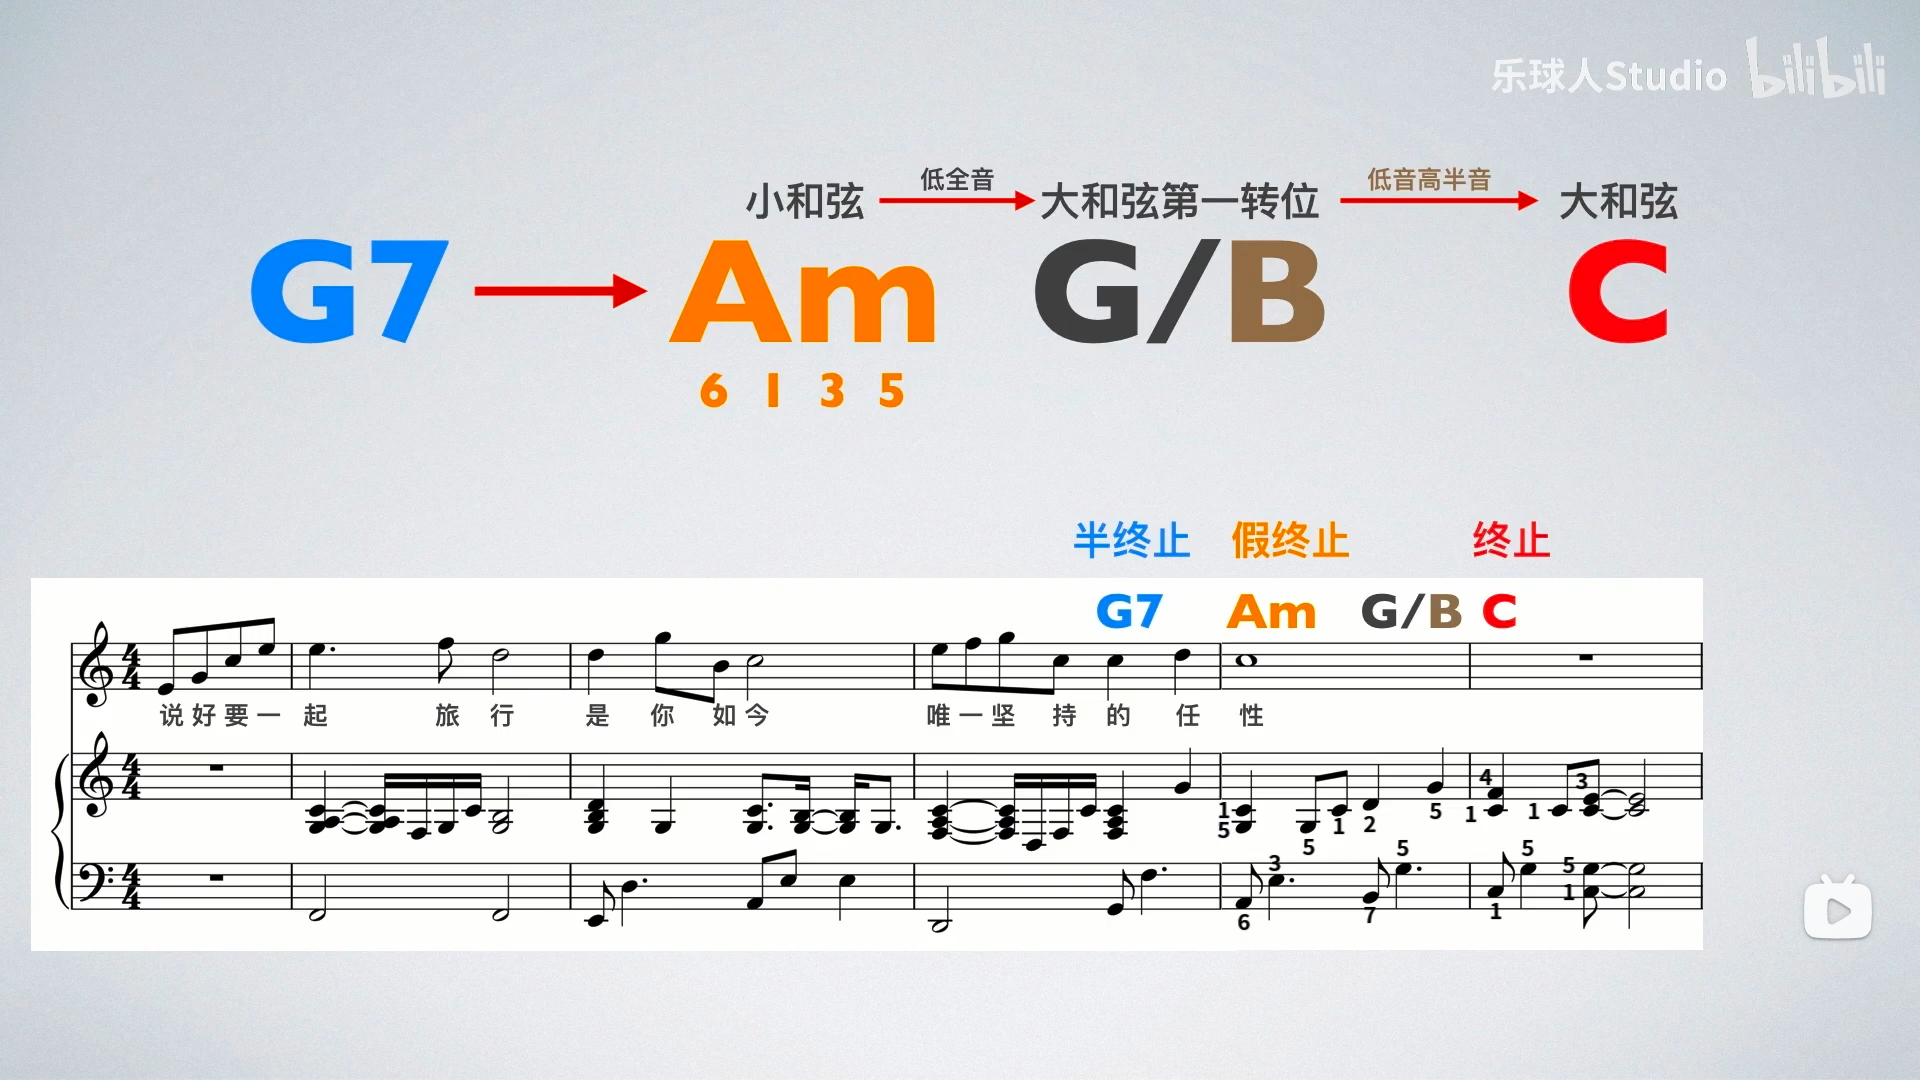 乐球人Studio bilibili
低全音 低音高半音
小和弦 大和弦第一转位 大和弦
G7 Am G/B C
6 1 3 5
半终止 假终止 终止
G7 Am G/B C
4 4
说好要一起 旅行 是你如今 唯一坚持的任性
4 4
4 3
1 1 2 5 1 1
5
5 5 5
3 5
4 4
1
6 7 1